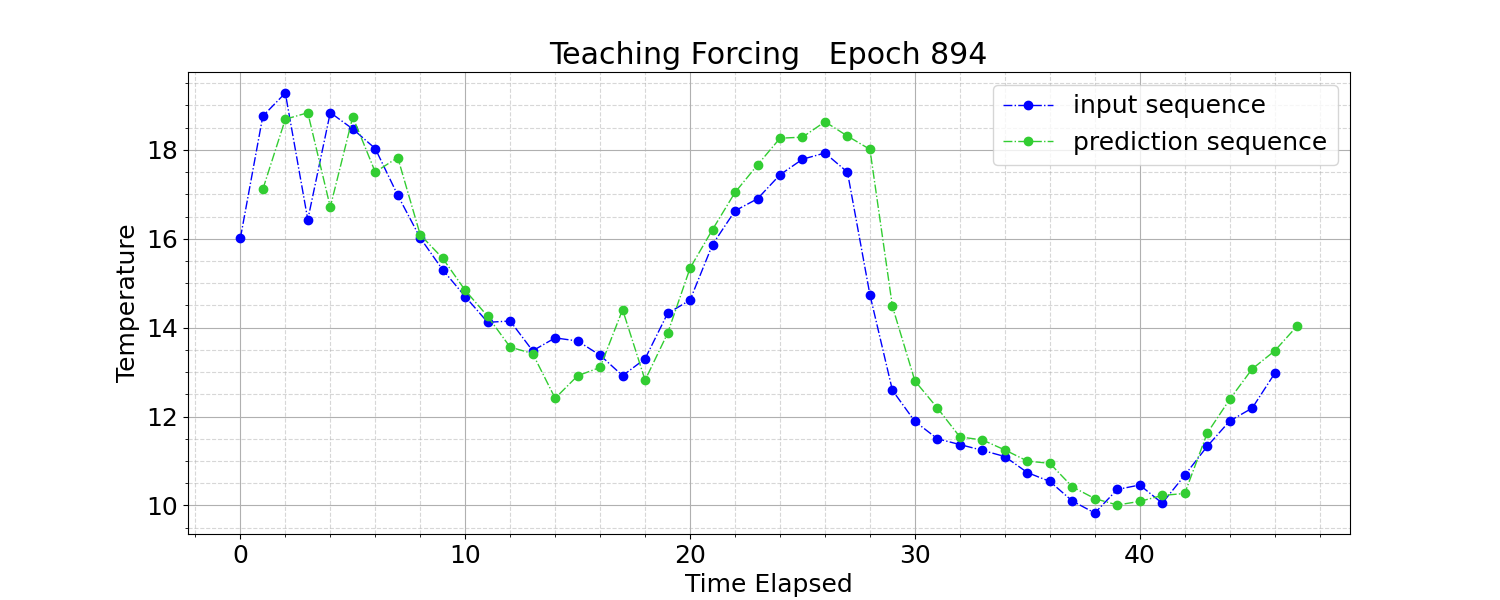 Teaching Forcing   Epoch 894
input sequence
prediction sequence
Temperature
18
16
14
12
10
0 10 20 30 40
Time Elapsed